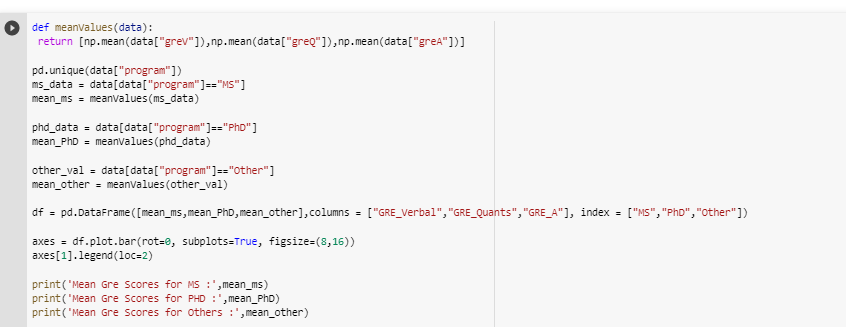 def meanValues(data):
 return [np.mean(data["greV"]),np.mean(data["greQ"]),np.mean(data["greA"])]
pd.unique(data["program"])
ms_data = data[data["program"]=="MS"]
mean_ms = meanValues(ms_data)
phd_data = data[data["program"]=="PhD"]
mean_PhD = meanValues(phd_data)
other_val = data[data["program"]=="Other"]
mean_other = meanValues(other_val)
df = pd.DataFrame([mean_ms,mean_PhD,mean_other],columns = ["GRE_Verbal","GRE_Quants","GRE_A"], index = ["MS","PhD","Other"])
axes = df.plot.bar(rot=0, subplots=True, figsize=(8,16))
axes[1].legend(loc=2)
print('Mean Gre Scores for MS :',mean_ms)
print('Mean Gre Scores for PHD :',mean_PhD)
print('Mean Gre Scores for Others :',mean_other)